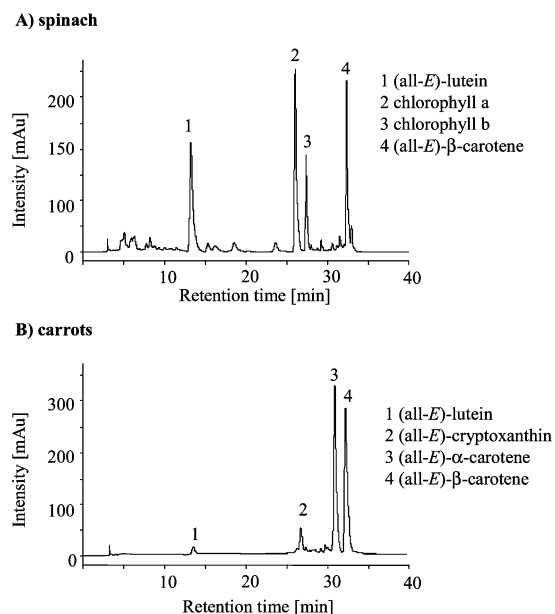 A) spinach
Intensity [mAu]
200
150
100
0
1
2
3
4
1 (all-E)-lutein
2 chlorophyll a
3 chlorophyll b
4 (all-E)-β-carotene
10
20
30
40
Retention time [min]
B) carrots
Intensity [mAu]
300
200
100
0
1
2
3
4
1 (all-E)-lutein
2 (all-E)-cryptoxanthin
3 (all-E)-α-carotene
4 (all-E)-β-carotene
10
20
30
40
Retention time [min]